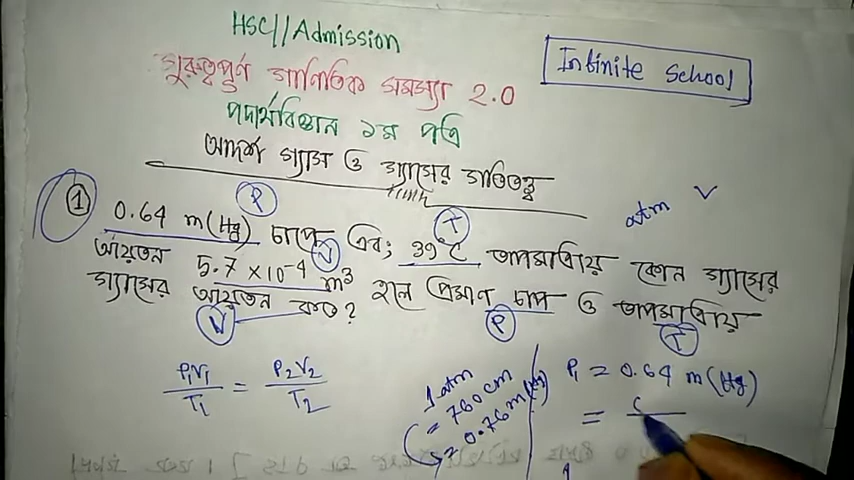 HSC//Admission
Infinite School
গুরুত্বপুর্ণ গানিতিক সমস্যা 2.0
পদার্থবিজ্ঞান ১ম পত্রি
আদর্শ গ্যাস ও গ্যাসের গতিতত্ত্ব
atm V
P T
① 0.64 m(Hg) চাপে এবং 39°C তাপমাত্রায় কোন গ্যাসের
V
আয়তন 5.7 × 10⁻⁴ m³ হলে প্রমাণ চাপ ও তাপমাত্রায়
গ্যাসের আয়তন কত?
V P T
P₁V₁/T₁ = P₂V₂/T₂
1 atm
= 760 cm
= 0.76 m(Hg)
P₁ = 0.64 m(Hg)
=